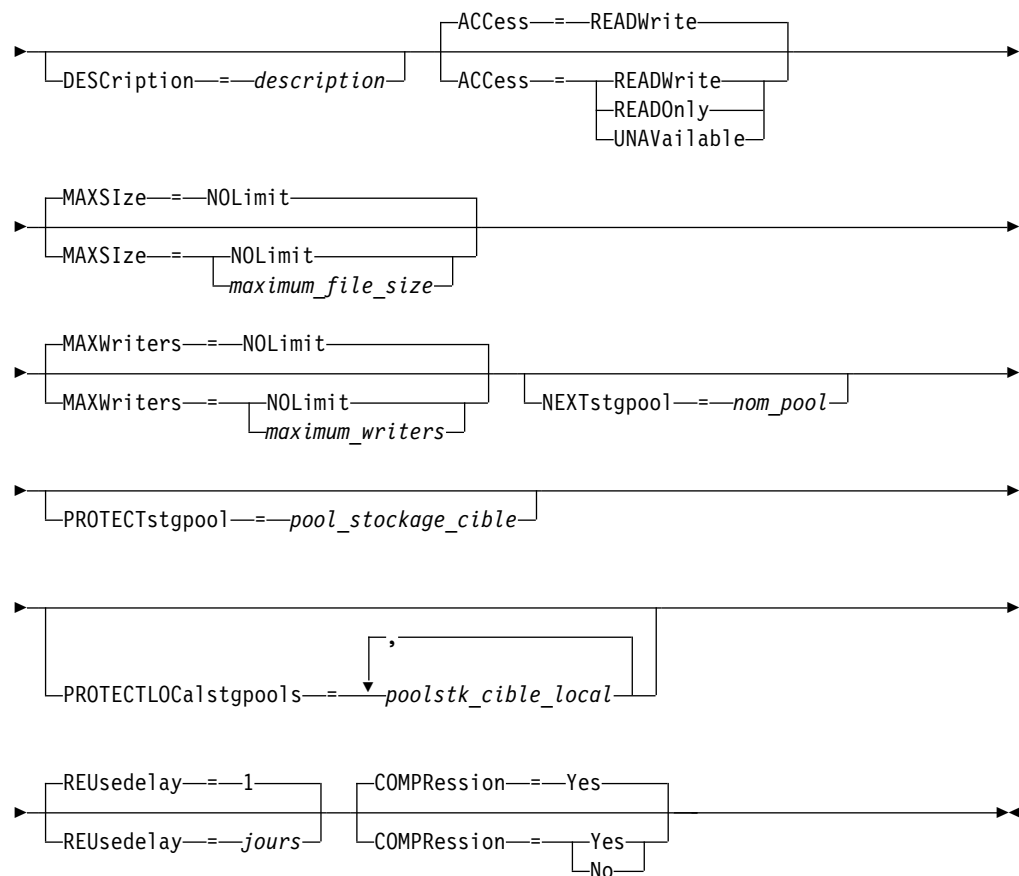 ACCess = READWrite
DESCription = description
ACCess = READWrite
READOnly
UNAVailable
MAXSIze = NOLimit
MAXSIze = NOLimit
maximum_file_size
MAXWriters = NOLimit
MAXWriters = NOLimit
maximum_writers
NEXTstgpool = nom_pool
PROTECTstgpool = pool_stockage_cible
,
PROTECTLOCalstgpools = poolstk_cible_local
REUsedelay = 1
REUsedelay = jours
COMPRession = Yes
COMPRession = Yes
No